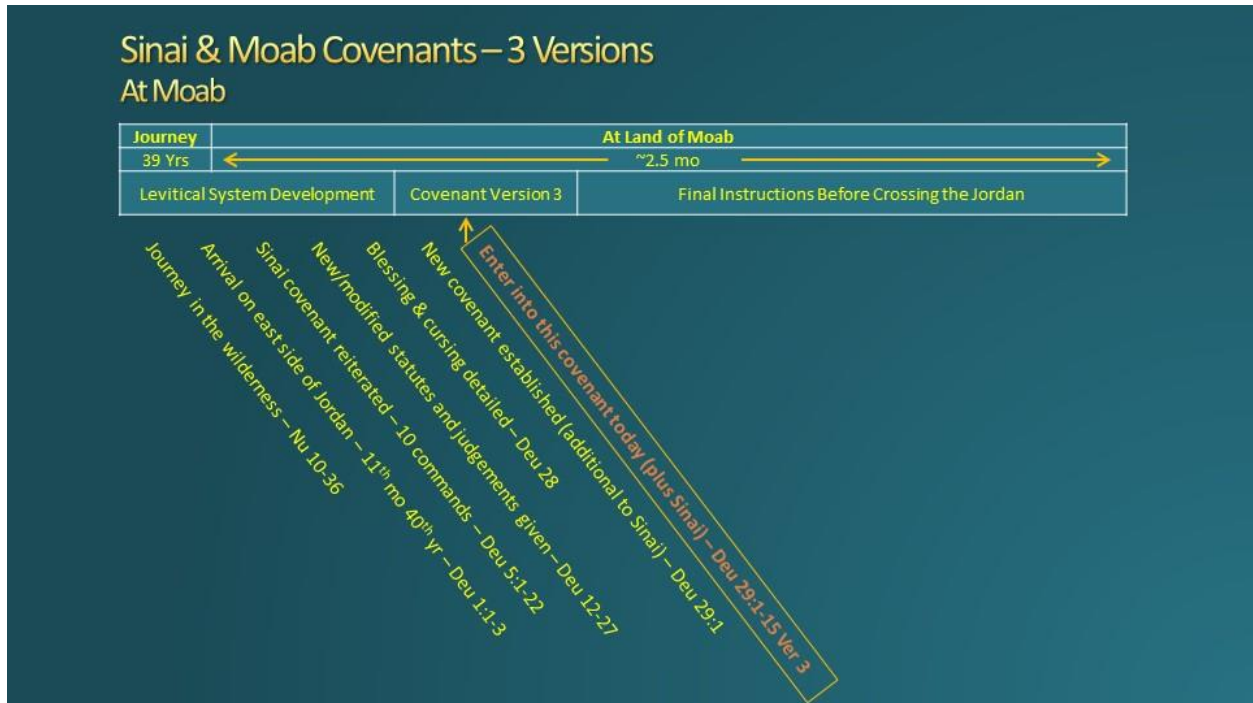 Sinai & Moab Covenants – 3 Versions
At Moab
Journey
At Land of Moab
39 Yrs
~2.5 mo
Levitical System Development
Covenant Version 3
Final Instructions Before Crossing the Jordan
Journey in the wilderness – Nu 10-36
Arrival on east side of Jordan – 11th mo 40th yr – Deu 1:1-3
Sinai covenant reiterated – 10 commands – Deu 5:1-22
New/modified statutes and judgements given – Deu 12-27
Blessing & cursing detailed – Deu 28
New covenant established (additional to Sinai) – Deu 29:1
Enter into this covenant today (plus Sinai) – Deu 29:1-15 Ver 3